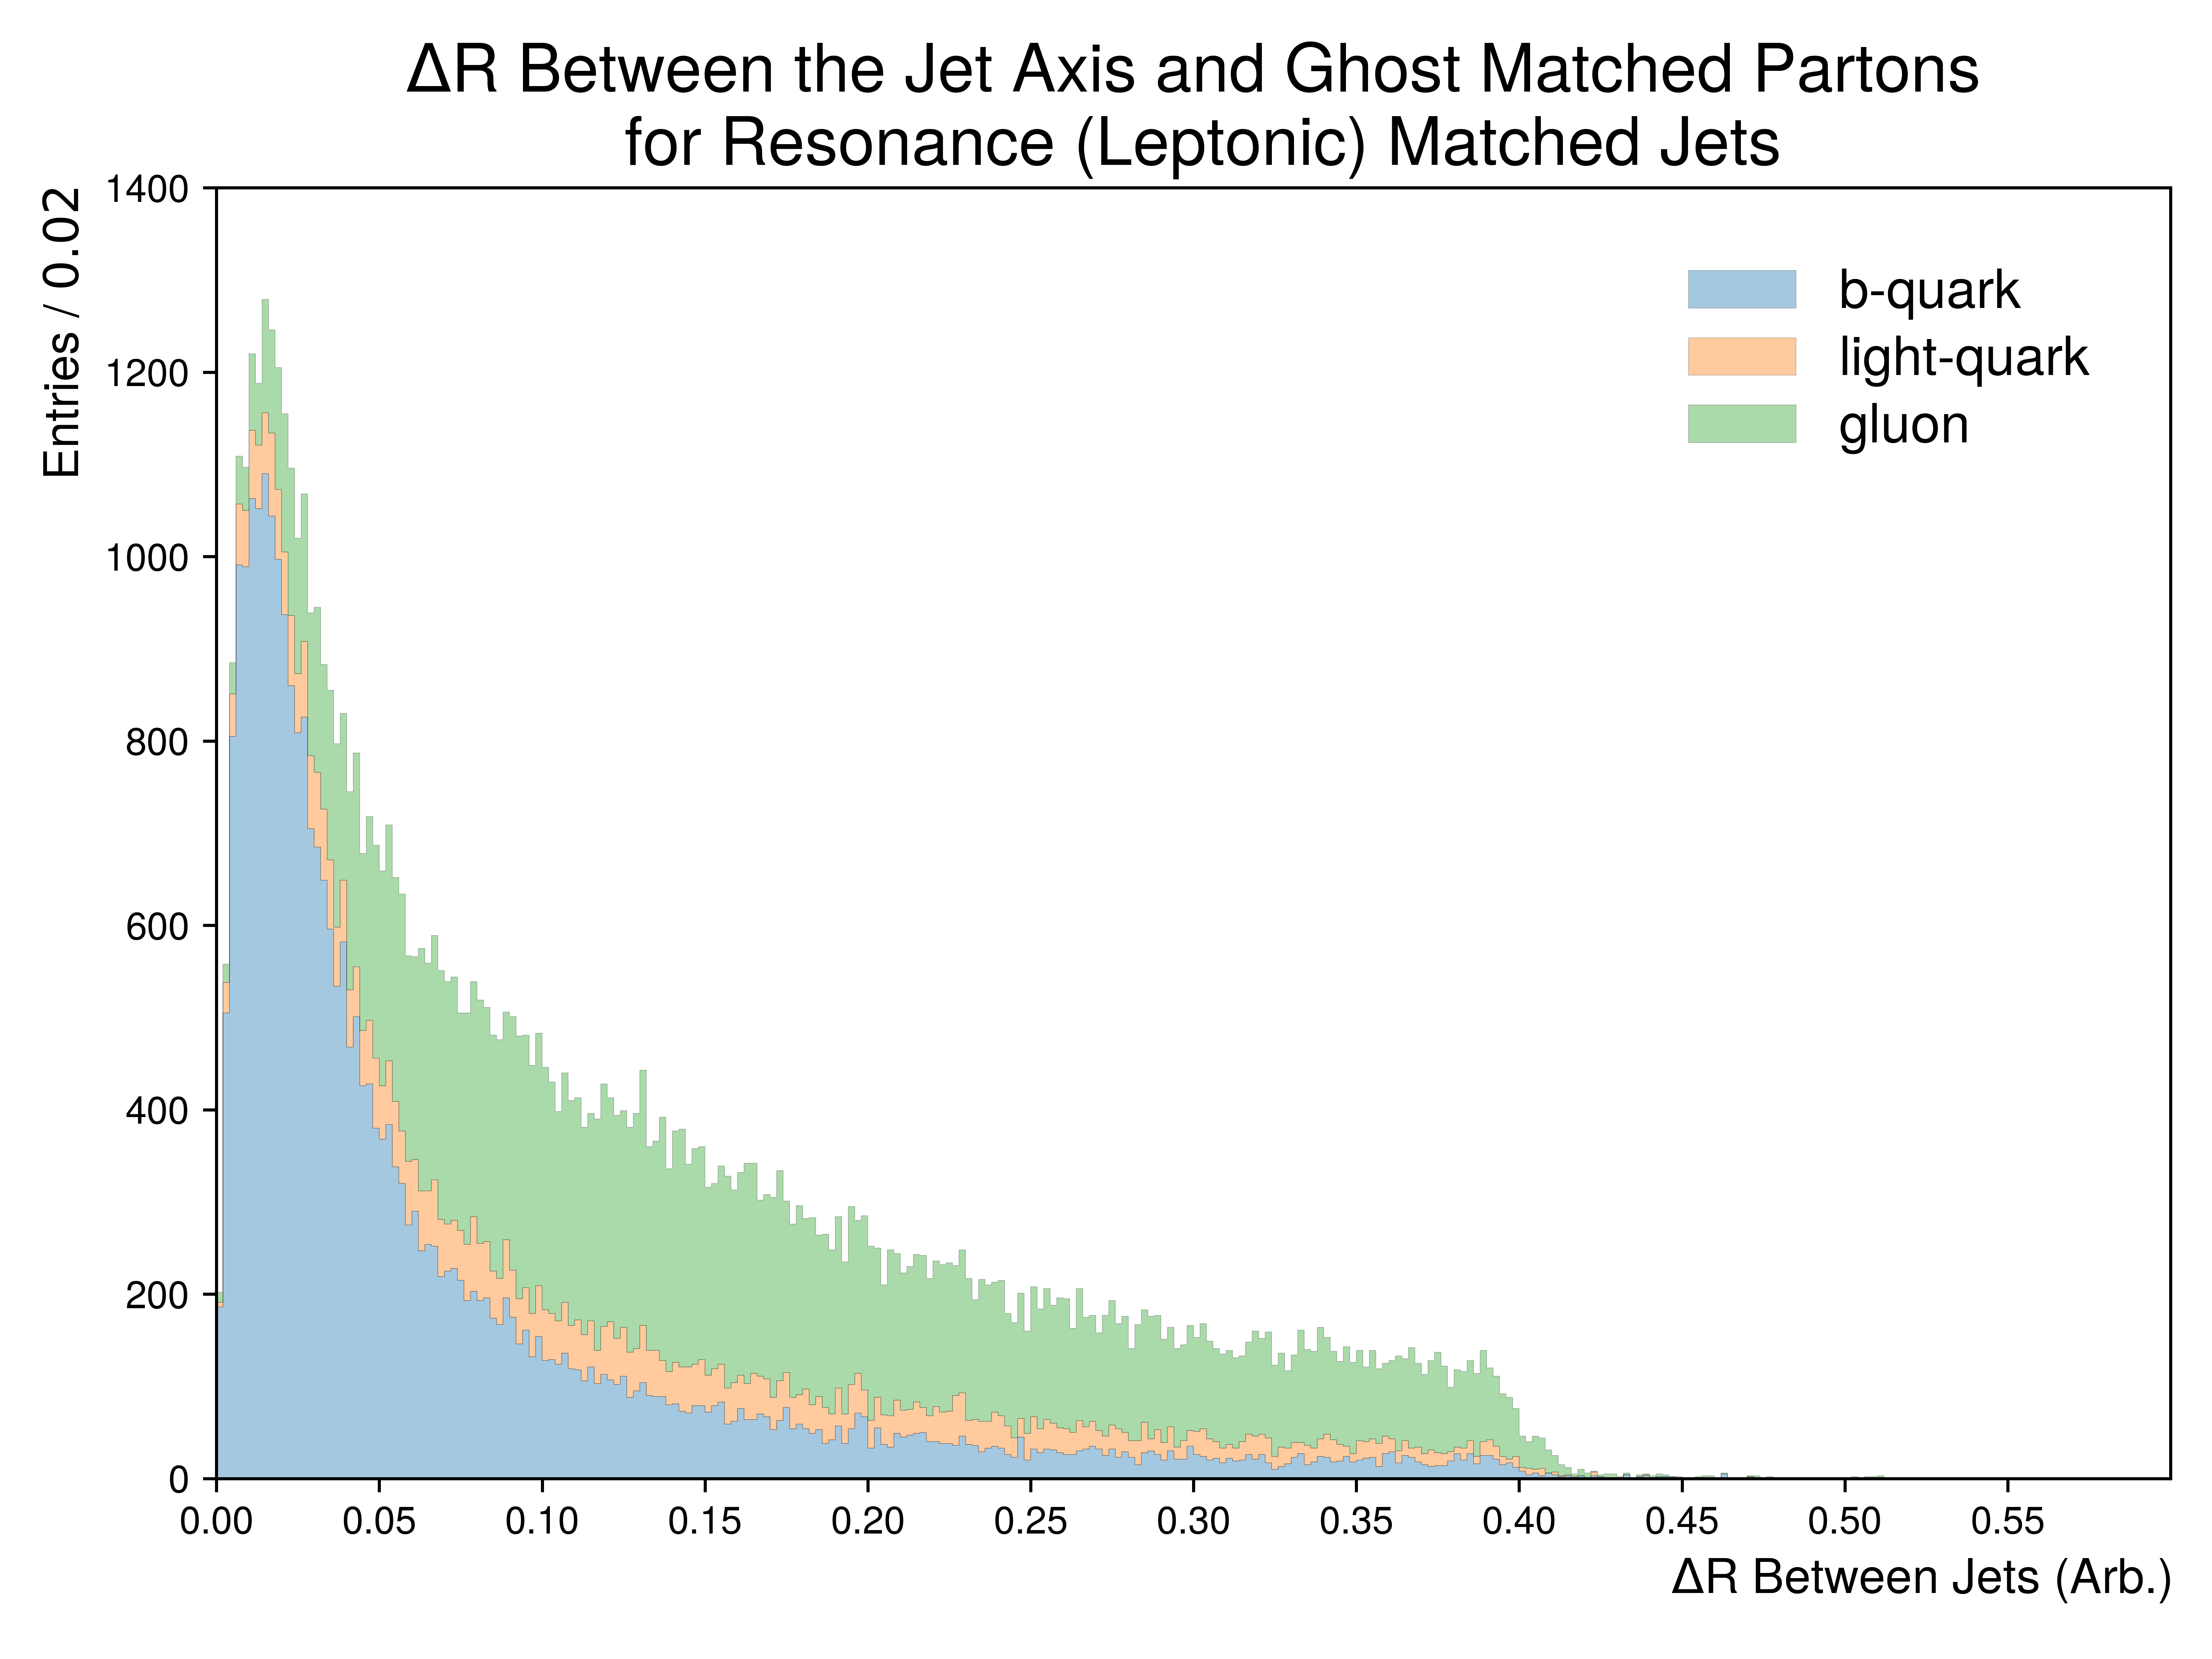 ΔR Between the Jet Axis and Ghost Matched Partons
for Resonance (Leptonic) Matched Jets
Entries / 0.02
1400
1200
1000
800
600
400
200
0
b-quark
light-quark
gluon
0.00 0.05 0.10 0.15 0.20 0.25 0.30 0.35 0.40 0.45 0.50 0.55
ΔR Between Jets (Arb.)